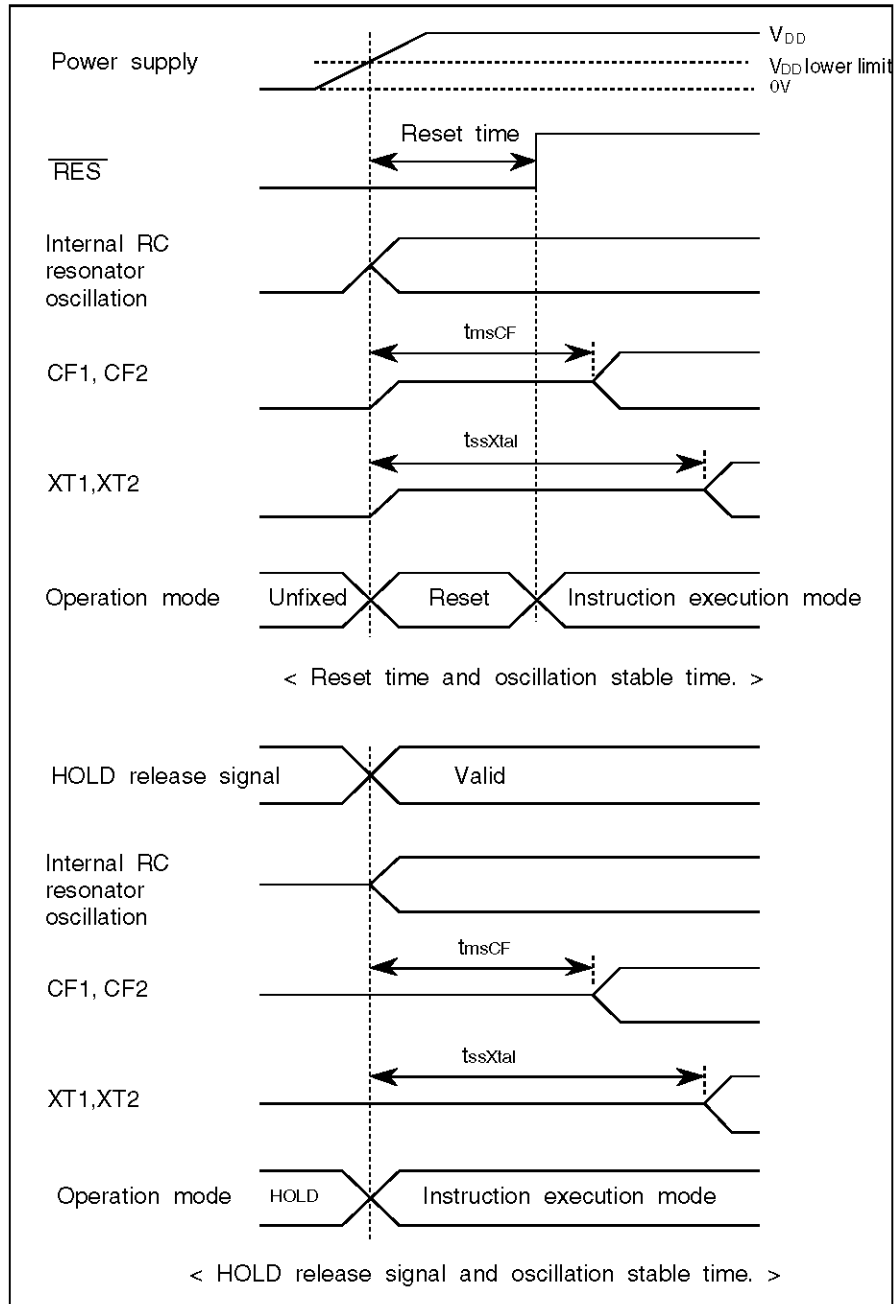 VDD
Power supply
VDD lower limit
0V
Reset time
RES
Internal RC
resonator
oscillation
tmsCF
CF1, CF2
tssXtal
XT1,XT2
Operation mode Unfixed Reset Instruction execution mode
< Reset time and oscillation stable time. >
HOLD release signal Valid
Internal RC
resonator
oscillation
tmsCF
CF1, CF2
tssXtal
XT1,XT2
Operation mode HOLD Instruction execution mode
< HOLD release signal and oscillation stable time. >